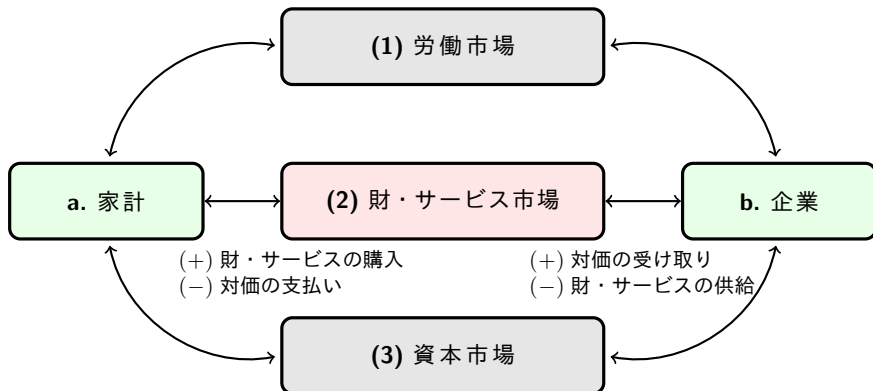 (1) 労働市場
a. 家計
(2) 財・サービス市場
b. 企業
(+) 財・サービスの購入
(−) 対価の支払い
(+) 対価の受け取り
(−) 財・サービスの供給
(3) 資本市場